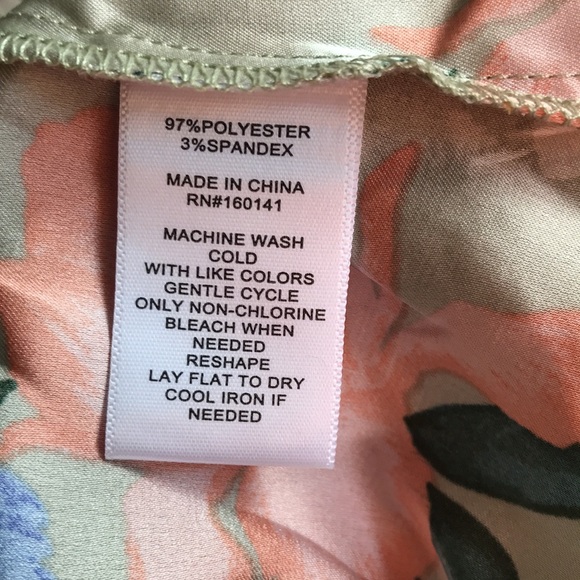 97%POLYESTER
3%SPANDEX
MADE IN CHINA
RN#160141
MACHINE WASH
COLD
WITH LIKE COLORS
GENTLE CYCLE
ONLY NON-CHLORINE
BLEACH WHEN
NEEDED
RESHAPE
LAY FLAT TO DRY
COOL IRON IF
NEEDED